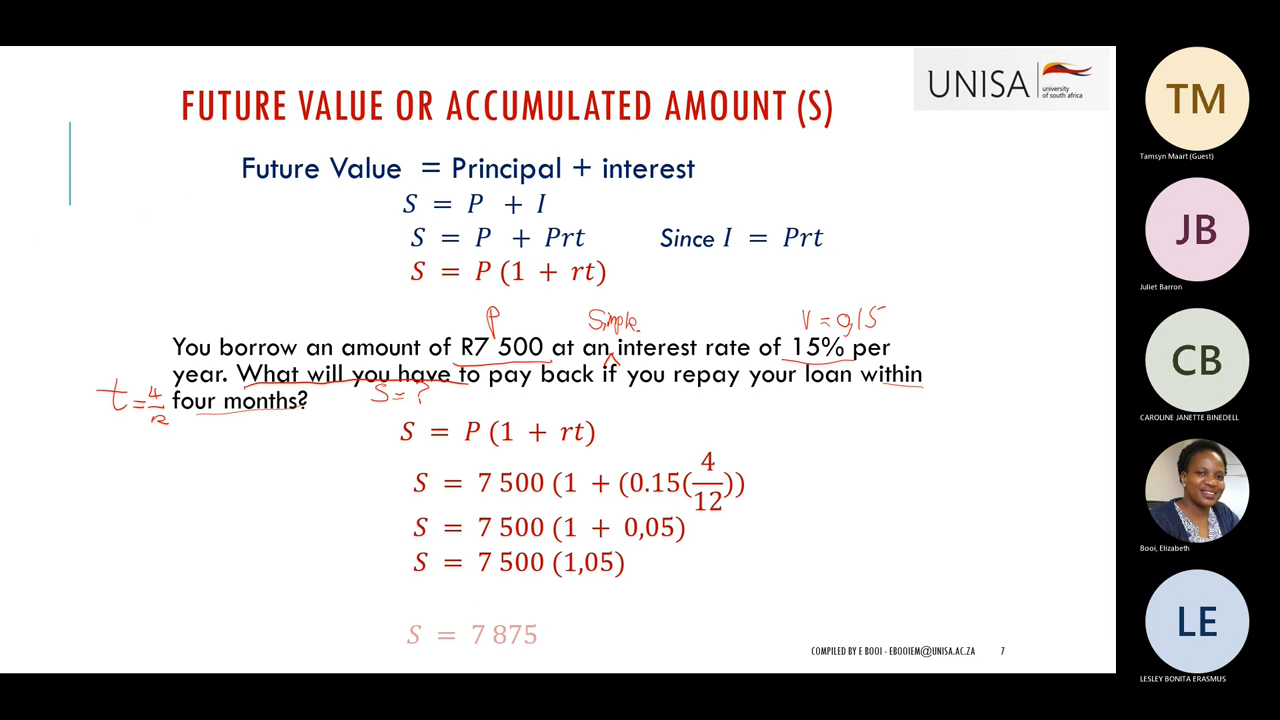 UNISA
university
of south africa
FUTURE VALUE OR ACCUMULATED AMOUNT (S)
Future Value = Principal + interest
S = P + I
S = P + Prt Since I = Prt
S = P (1 + rt)
P Simple r = 0,15
You borrow an amount of R7 500 at an interest rate of 15% per
year. What will you have to pay back if you repay your loan within
t = 4/12 four months? S = ?
S = P (1 + rt)
S = 7 500 (1 + (0.15(4/12))
S = 7 500 (1 + 0,05)
S = 7 500 (1,05)
S = 7 875
COMPILED BY E BOOI - EBOOIEM@UNISA.AC.ZA 7
TM
Tamsyn Maart (Guest)
JB
Juliet Barron
CB
CAROLINE JANETTE BINEDELL
Booi, Elizabeth
LE
LESLEY BONITA ERASMUS